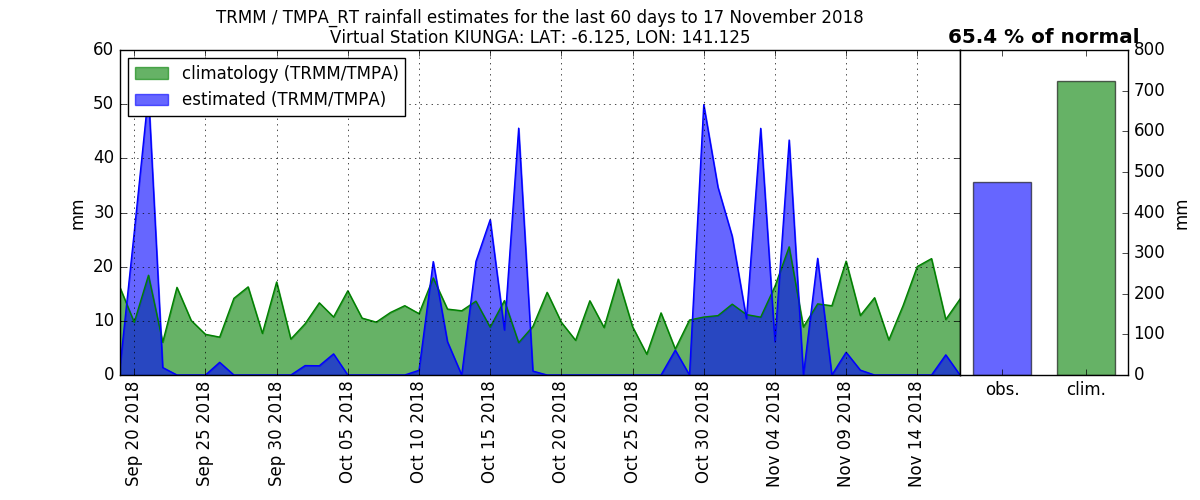 TRMM / TMPA_RT rainfall estimates for the last 60 days to 17 November 2018
Virtual Station KIUNGA: LAT: -6.125, LON: 141.125
65.4 % of normal
climatology (TRMM/TMPA)
estimated (TRMM/TMPA)
60
50
40
30
20
10
0
mm
Sep 20 2018
Sep 25 2018
Sep 30 2018
Oct 05 2018
Oct 10 2018
Oct 15 2018
Oct 20 2018
Oct 25 2018
Oct 30 2018
Nov 04 2018
Nov 09 2018
Nov 14 2018
obs.
clim.
800
700
600
500
400
300
200
100
0
mm